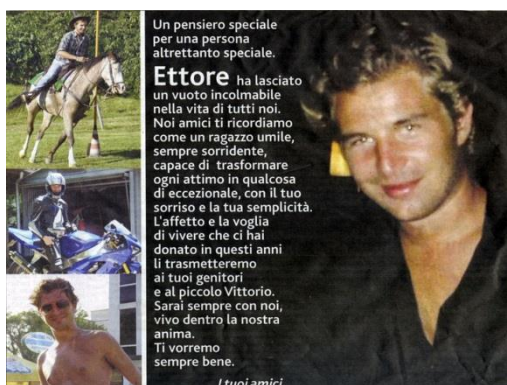 Un pensiero speciale
per una persona
altrettanto speciale.
Ettore ha lasciato
un vuoto incolmabile
nella vita di tutti noi.
Noi amici ti ricordiamo
come un ragazzo umile,
sempre sorridente,
capace di trasformare
ogni attimo in qualcosa
di eccezionale, con il tuo
sorriso e la tua semplicità.
L'affetto e la voglia
di vivere che ci hai
donato in questi anni
li trasmetteremo
ai tuoi genitori
e al piccolo Vittorio.
Sarai sempre con noi,
vivo dentro la nostra
anima.
Ti vorremo
sempre bene.
I tuoi amici